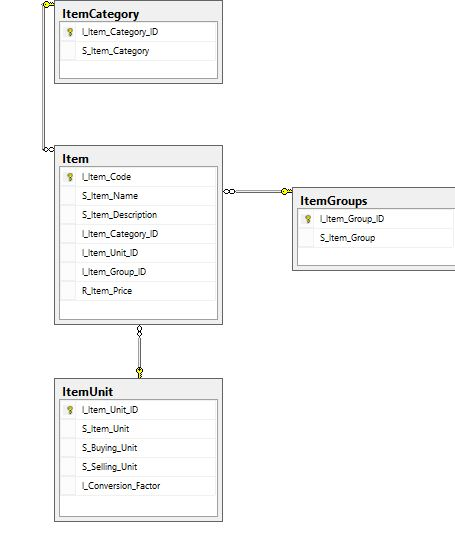 ItemCategory
I_Item_Category_ID
S_Item_Category
Item
I_Item_Code
S_Item_Name
S_Item_Description
I_Item_Category_ID
I_Item_Unit_ID
I_Item_Group_ID
R_Item_Price
ItemGroups
I_Item_Group_ID
S_Item_Group
ItemUnit
I_Item_Unit_ID
S_Item_Unit
S_Buying_Unit
S_Selling_Unit
I_Conversion_Factor